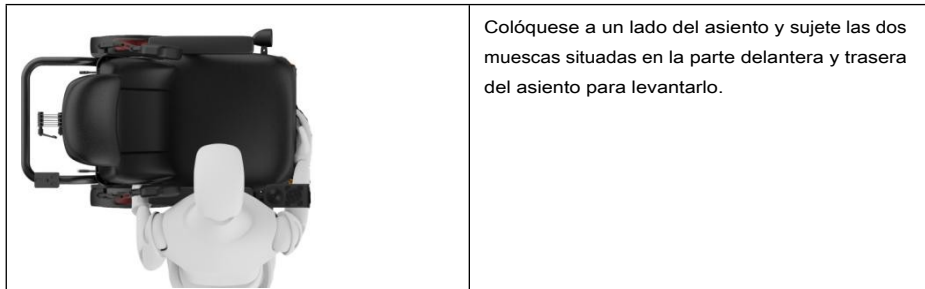 Colóquese a un lado del asiento y sujete las dos
muescas situadas en la parte delantera y trasera
del asiento para levantarlo.